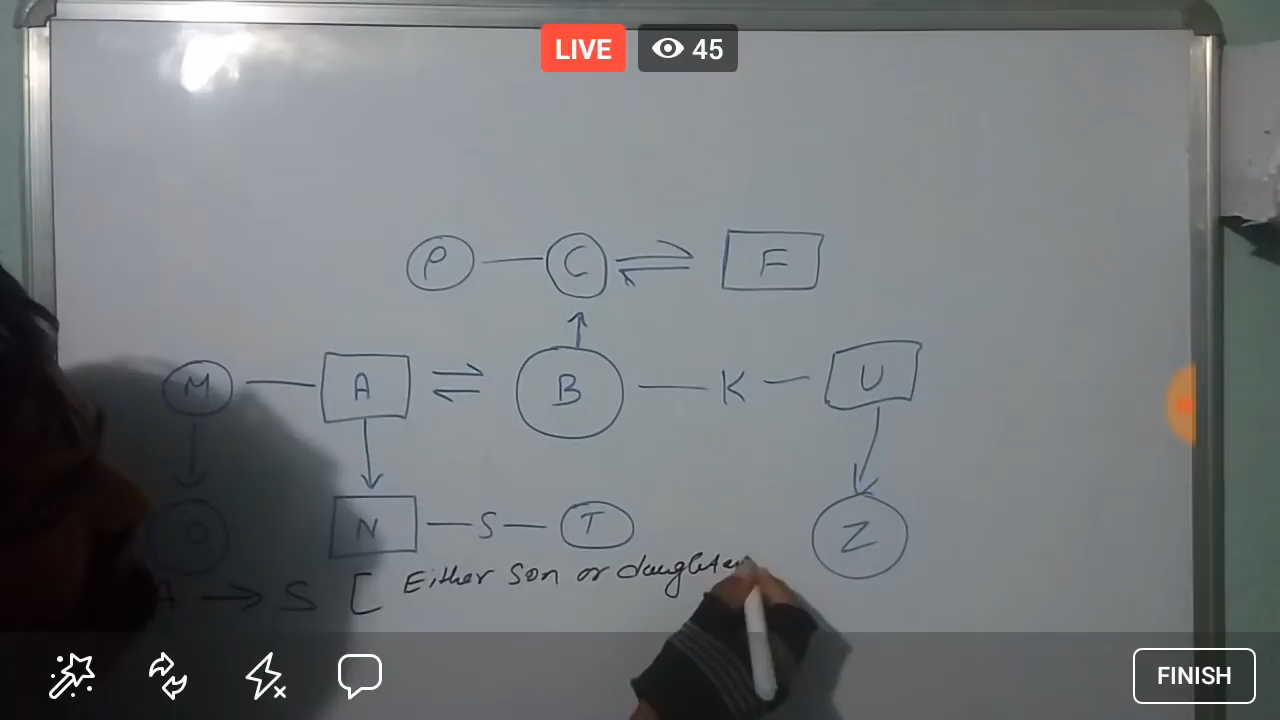 LIVE 45
P C F
M A B K U
O N S T Z
A → S [ Either son or daughter
FINISH